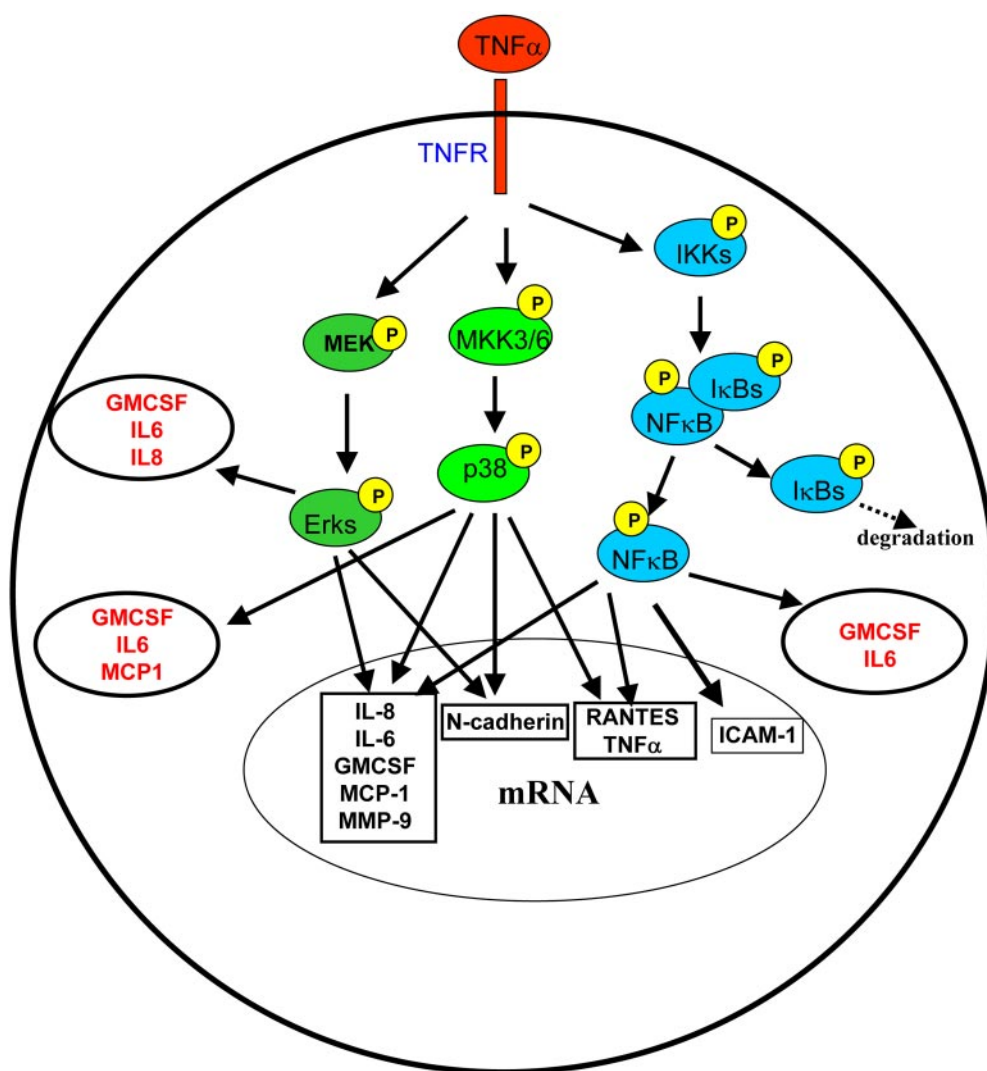 TNFα
TNFR
P
IKKs
P
MEK
P
MKK3/6
P
P
IκBs
NFκB
GMCSF
IL6
IL8
P
p38
P
IκBs
P
Erks
P
NFκB
degradation
GMCSF
IL6
MCP1
GMCSF
IL6
IL-8
IL-6
GMCSF
MCP-1
MMP-9
N-cadherin
RANTES
TNFα
ICAM-1
mRNA